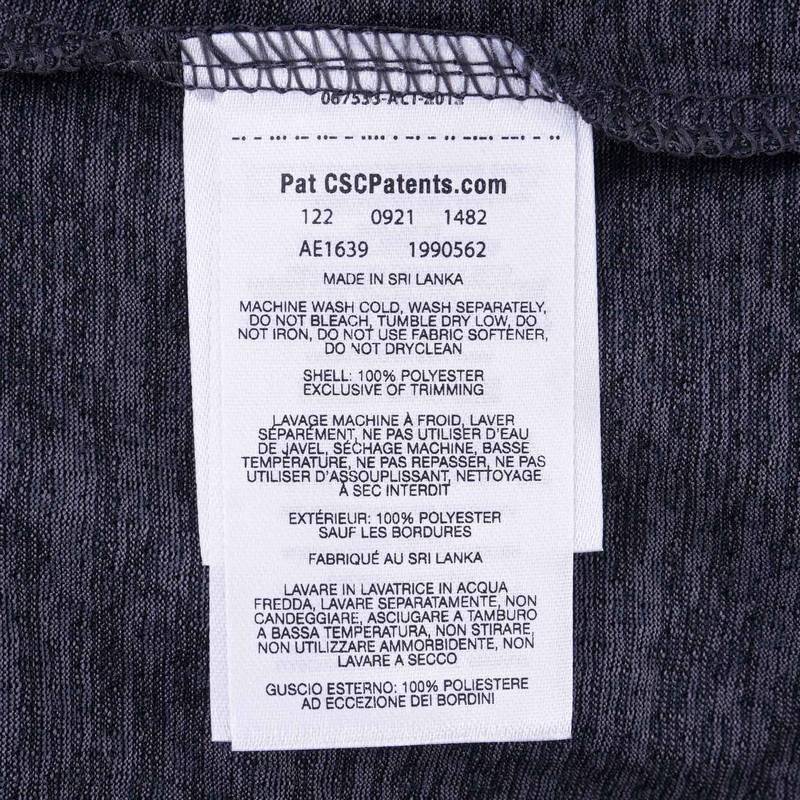 Pat CSCPatents.com
122 0921 1482
AE1639 1990562
MADE IN SRI LANKA
MACHINE WASH COLD, WASH SEPARATELY,
DO NOT BLEACH, TUMBLE DRY LOW, DO
NOT IRON, DO NOT USE FABRIC SOFTENER,
DO NOT DRYCLEAN
SHELL: 100% POLYESTER
EXCLUSIVE OF TRIMMING
LAVAGE MACHINE À FROID, LAVER
SÉPARÉMENT, NE PAS UTILISER D'EAU
DE JAVEL, SÉCHAGE MACHINE, BASSE
TEMPÉRATURE, NE PAS REPASSER, NE PAS
UTILISER D'ASSOUPLISSANT, NETTOYAGE
À SEC INTERDIT
EXTÉRIEUR: 100% POLYESTER
SAUF LES BORDURES
FABRIQUÉ AU SRI LANKA
LAVARE IN LAVATRICE IN ACQUA
FREDDA, LAVARE SEPARATAMENTE, NON
CANDEGGIARE, ASCIUGARE A TAMBURO
A BASSA TEMPERATURA, NON STIRARE,
NON UTILIZZARE AMMORBIDENTE, NON
LAVARE A SECCO
GUSCIO ESTERNO: 100% POLIESTERE
AD ECCEZIONE DEI BORDINI